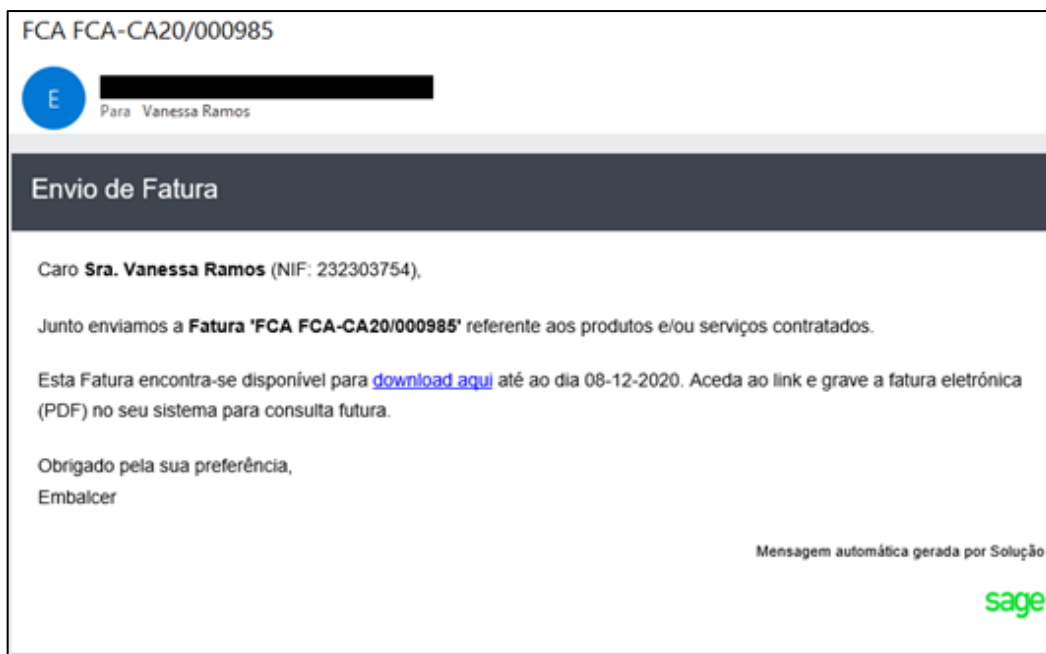 FCA FCA-CA20/000985
E
Para Vanessa Ramos
Envio de Fatura
Caro Sra. Vanessa Ramos (NIF: 232303754),
Junto enviamos a Fatura 'FCA FCA-CA20/000985' referente aos produtos e/ou serviços contratados.
Esta Fatura encontra-se disponível para download aqui até ao dia 08-12-2020. Aceda ao link e grave a fatura eletrónica
(PDF) no seu sistema para consulta futura.
Obrigado pela sua preferência,
Embalcer
Mensagem automática gerada por Solução
sage